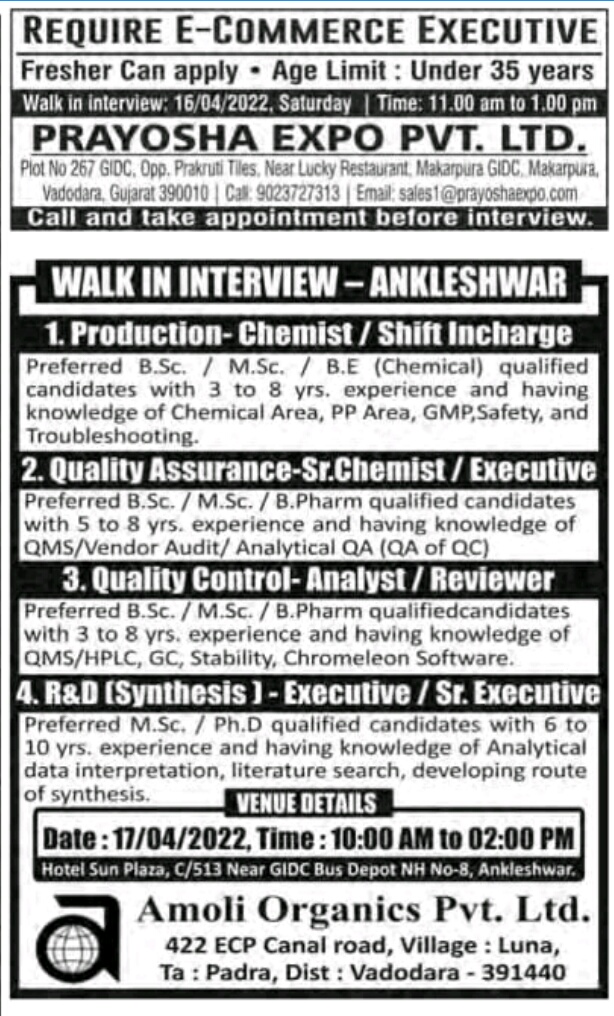 REQUIRE E-COMMERCE EXECUTIVE
Fresher Can apply • Age Limit : Under 35 years
Walk in interview: 16/04/2022, Saturday | Time: 11.00 am to 1.00 pm
PRAYOSHA EXPO PVT. LTD.
Plot No 267 GIDC, Opp. Prakruti Tiles, Near Lucky Restaurant, Makarpura GIDC, Makarpura,
Vadodara, Gujarat 390010 | Call: 9023727313 | Email: sales1@prayoshaexpo.com
Call and take appointment before interview.
WALK IN INTERVIEW – ANKLESHWAR
1. Production- Chemist / Shift Incharge
Preferred B.Sc. / M.Sc. / B.E (Chemical) qualified
candidates with 3 to 8 yrs. experience and having
knowledge of Chemical Area, PP Area, GMP,Safety, and
Troubleshooting.
2. Quality Assurance-Sr.Chemist / Executive
Preferred B.Sc. / M.Sc. / B.Pharm qualified candidates
with 5 to 8 yrs. experience and having knowledge of
QMS/Vendor Audit/ Analytical QA (QA of QC)
3. Quality Control- Analyst / Reviewer
Preferred B.Sc. / M.Sc. / B.Pharm qualifiedcandidates
with 3 to 8 yrs. experience and having knowledge of
QMS/HPLC, GC, Stability, Chromeleon Software.
4. R&D (Synthesis ) - Executive / Sr. Executive
Preferred M.Sc. / Ph.D qualified candidates with 6 to
10 yrs. experience and having knowledge of Analytical
data interpretation, literature search, developing route
of synthesis.
VENUE DETAILS
Date : 17/04/2022, Time : 10:00 AM to 02:00 PM
Hotel Sun Plaza, C/513 Near GIDC Bus Depot NH No-8, Ankleshwar.
Amoli Organics Pvt. Ltd.
422 ECP Canal road, Village : Luna,
Ta : Padra, Dist : Vadodara - 391440